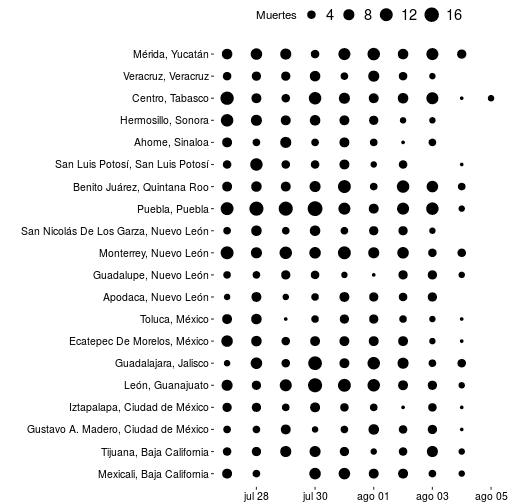 Muertes 4 8 12 16
Mérida, Yucatán
Veracruz, Veracruz
Centro, Tabasco
Hermosillo, Sonora
Ahome, Sinaloa
San Luis Potosí, San Luis Potosí
Benito Juárez, Quintana Roo
Puebla, Puebla
San Nicolás De Los Garza, Nuevo León
Monterrey, Nuevo León
Guadalupe, Nuevo León
Apodaca, Nuevo León
Toluca, México
Ecatepec De Morelos, México
Guadalajara, Jalisco
León, Guanajuato
Iztapalapa, Ciudad de México
Gustavo A. Madero, Ciudad de México
Tijuana, Baja California
Mexicali, Baja California
jul 28 jul 30 ago 01 ago 03 ago 05